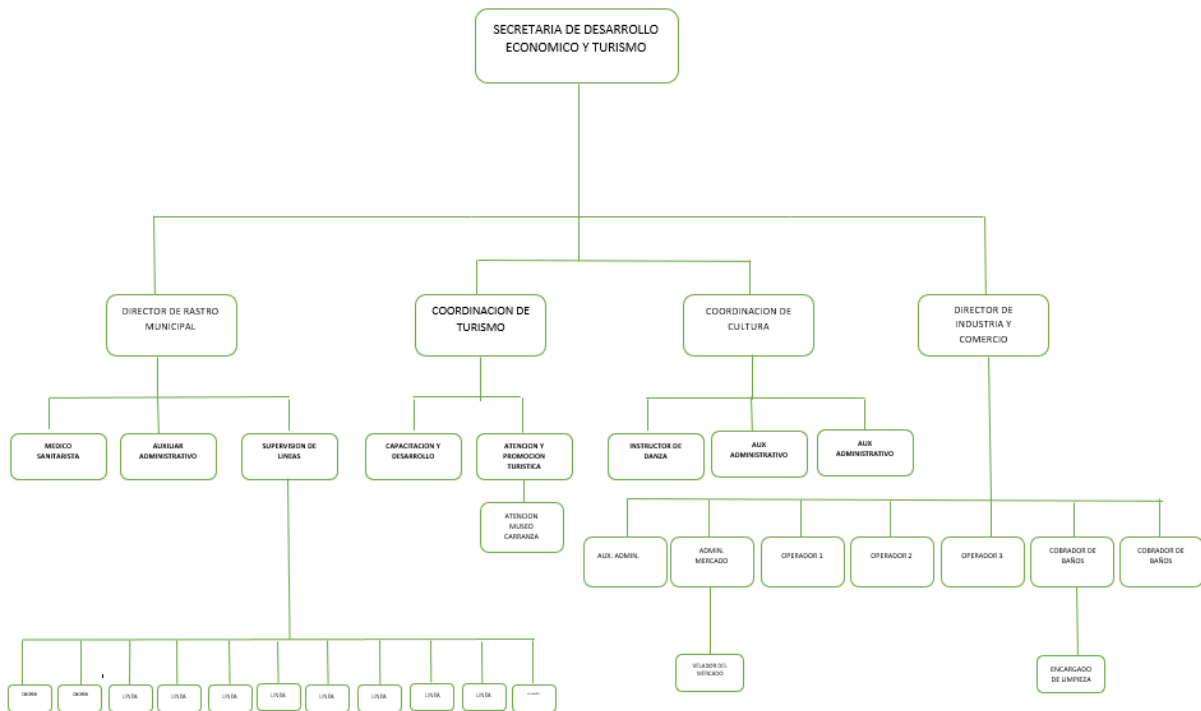 SECRETARIA DE DESARROLLO
ECONOMICO Y TURISMO
DIRECTOR DE RASTRO
MUNICIPAL
COORDINACION DE
TURISMO
COORDINACION DE
CULTURA
DIRECTOR DE
INDUSTRIA Y
COMERCIO
MEDICO
SANITARISTA
AUXILIAR
ADMINISTRATIVO
SUPERVISION DE
LINEAS
CAPACITACION Y
DESARROLLO
ATENCION Y
PROMOCION
TURISTICA
INSTRUCTOR DE
DANZA
AUX
ADMINISTRATIVO
AUX
ADMINISTRATIVO
ATENCION
MUSEO
CARRANZA
AUX. ADMIN.
ADMIN.
MERCADO
OPERADOR 1
OPERADOR 2
OPERADOR 3
COBRADOR DE
BAÑOS
COBRADOR DE
BAÑOS
VELADOR DEL
MERCADO
ENCARGADO
DE LIMPIEZA
LINEA
LINEA
LINEA
LINEA
LINEA
LINEA
LINEA
LINEA